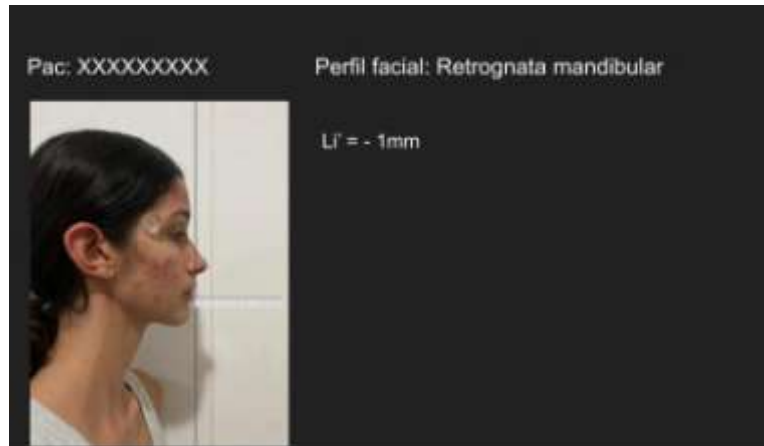 Pac: XXXXXXXXX
Perfil facial: Retrognata mandibular
Li' = - 1mm